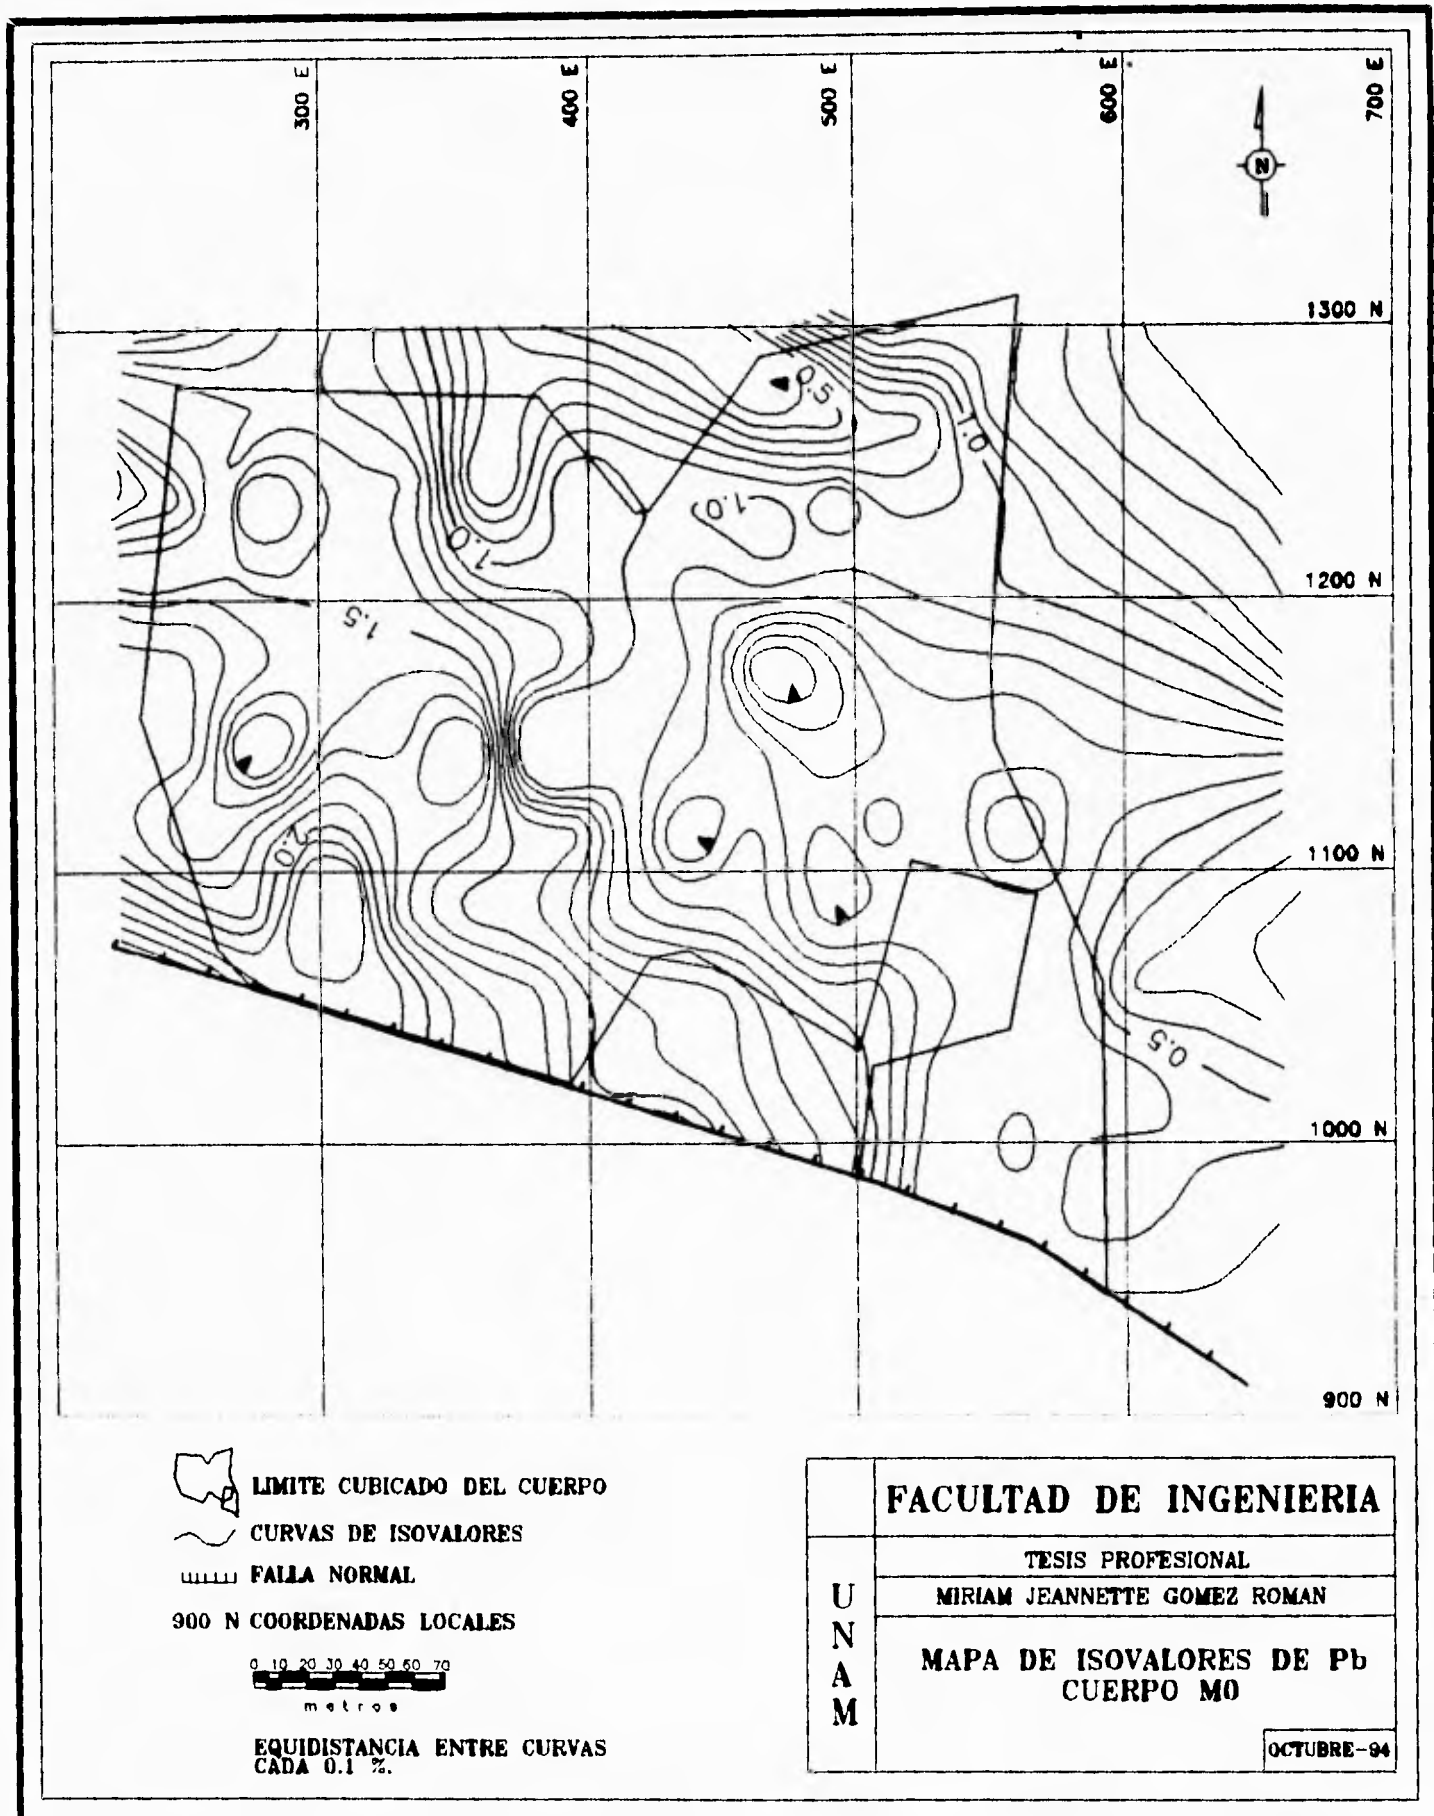 300 E
400 E
500 E
600 E
700 E
N
1300 N
0.5
1.0
1.0
1.0
1200 N
1.5
1.0
1100 N
0.5
1000 N
900 N
LIMITE CUBICADO DEL CUERPO
CURVAS DE ISOVALORES
FALLA NORMAL
900 N COORDENADAS LOCALES
0 10 20 30 40 50 60 70
metros
EQUIDISTANCIA ENTRE CURVAS
CADA 0.1 %.
UNAM
FACULTAD DE INGENIERIA
TESIS PROFESIONAL
MIRIAM JEANNETTE GOMEZ ROMAN
MAPA DE ISOVALORES DE Pb
CUERPO M0
OCTUBRE-94